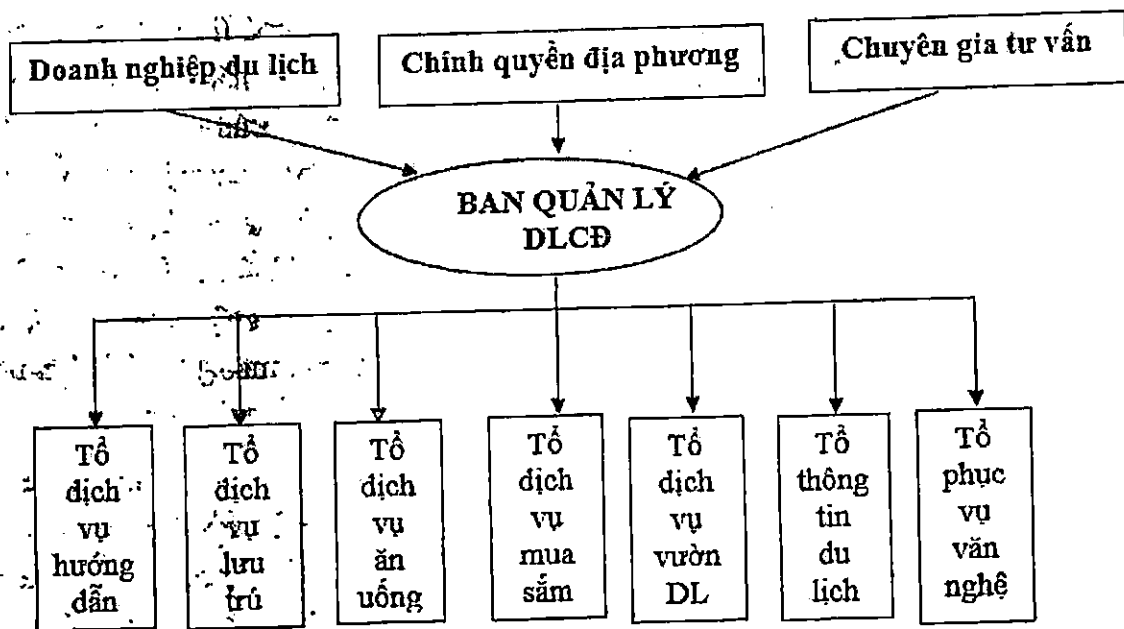 Doanh nghiệp du lịch
Chính quyền địa phương
Chuyên gia tư vấn
BAN QUẢN LÝ
DLCĐ
Tổ
dịch
vụ
hướng
dẫn
Tổ
dịch
vụ
lưu
trú
Tổ
dịch
vụ
ăn
uống
Tổ
dịch
vụ
mua
sắm
Tổ
dịch
vụ
vườn
DL
Tổ
thông
tin
du
lịch
Tổ
phục
vụ
văn
nghệ